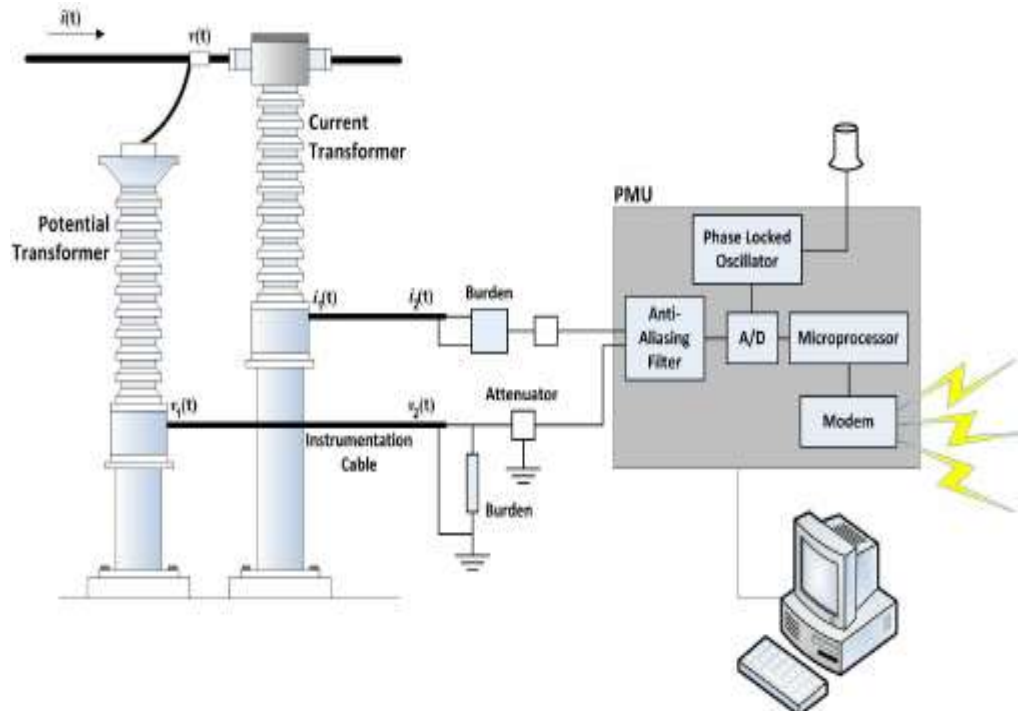 i(t)
v(t)
Current
Transformer
Potential
Transformer
PMU
Phase Locked
Oscillator
i₁(t)
i₂(t)
Burden
Anti-
Aliasing
Filter
A/D
Microprocessor
v₁(t)
v₂(t)
Attenuator
Modem
Instrumentation
Cable
Burden